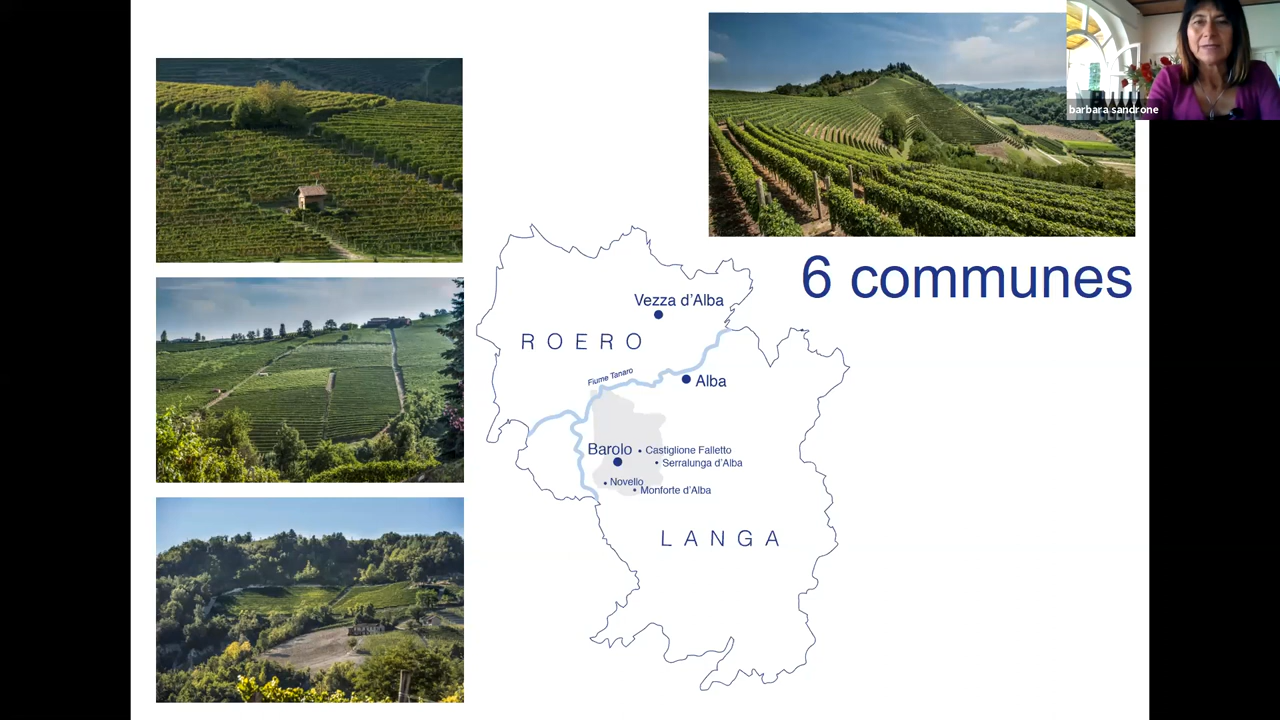 barbara sandrone
6 communes
Vezza d'Alba
ROERO
Fiume Tanaro
Alba
Barolo
Castiglione Falletto
Serralunga d'Alba
Novello
Monforte d'Alba
LANGA